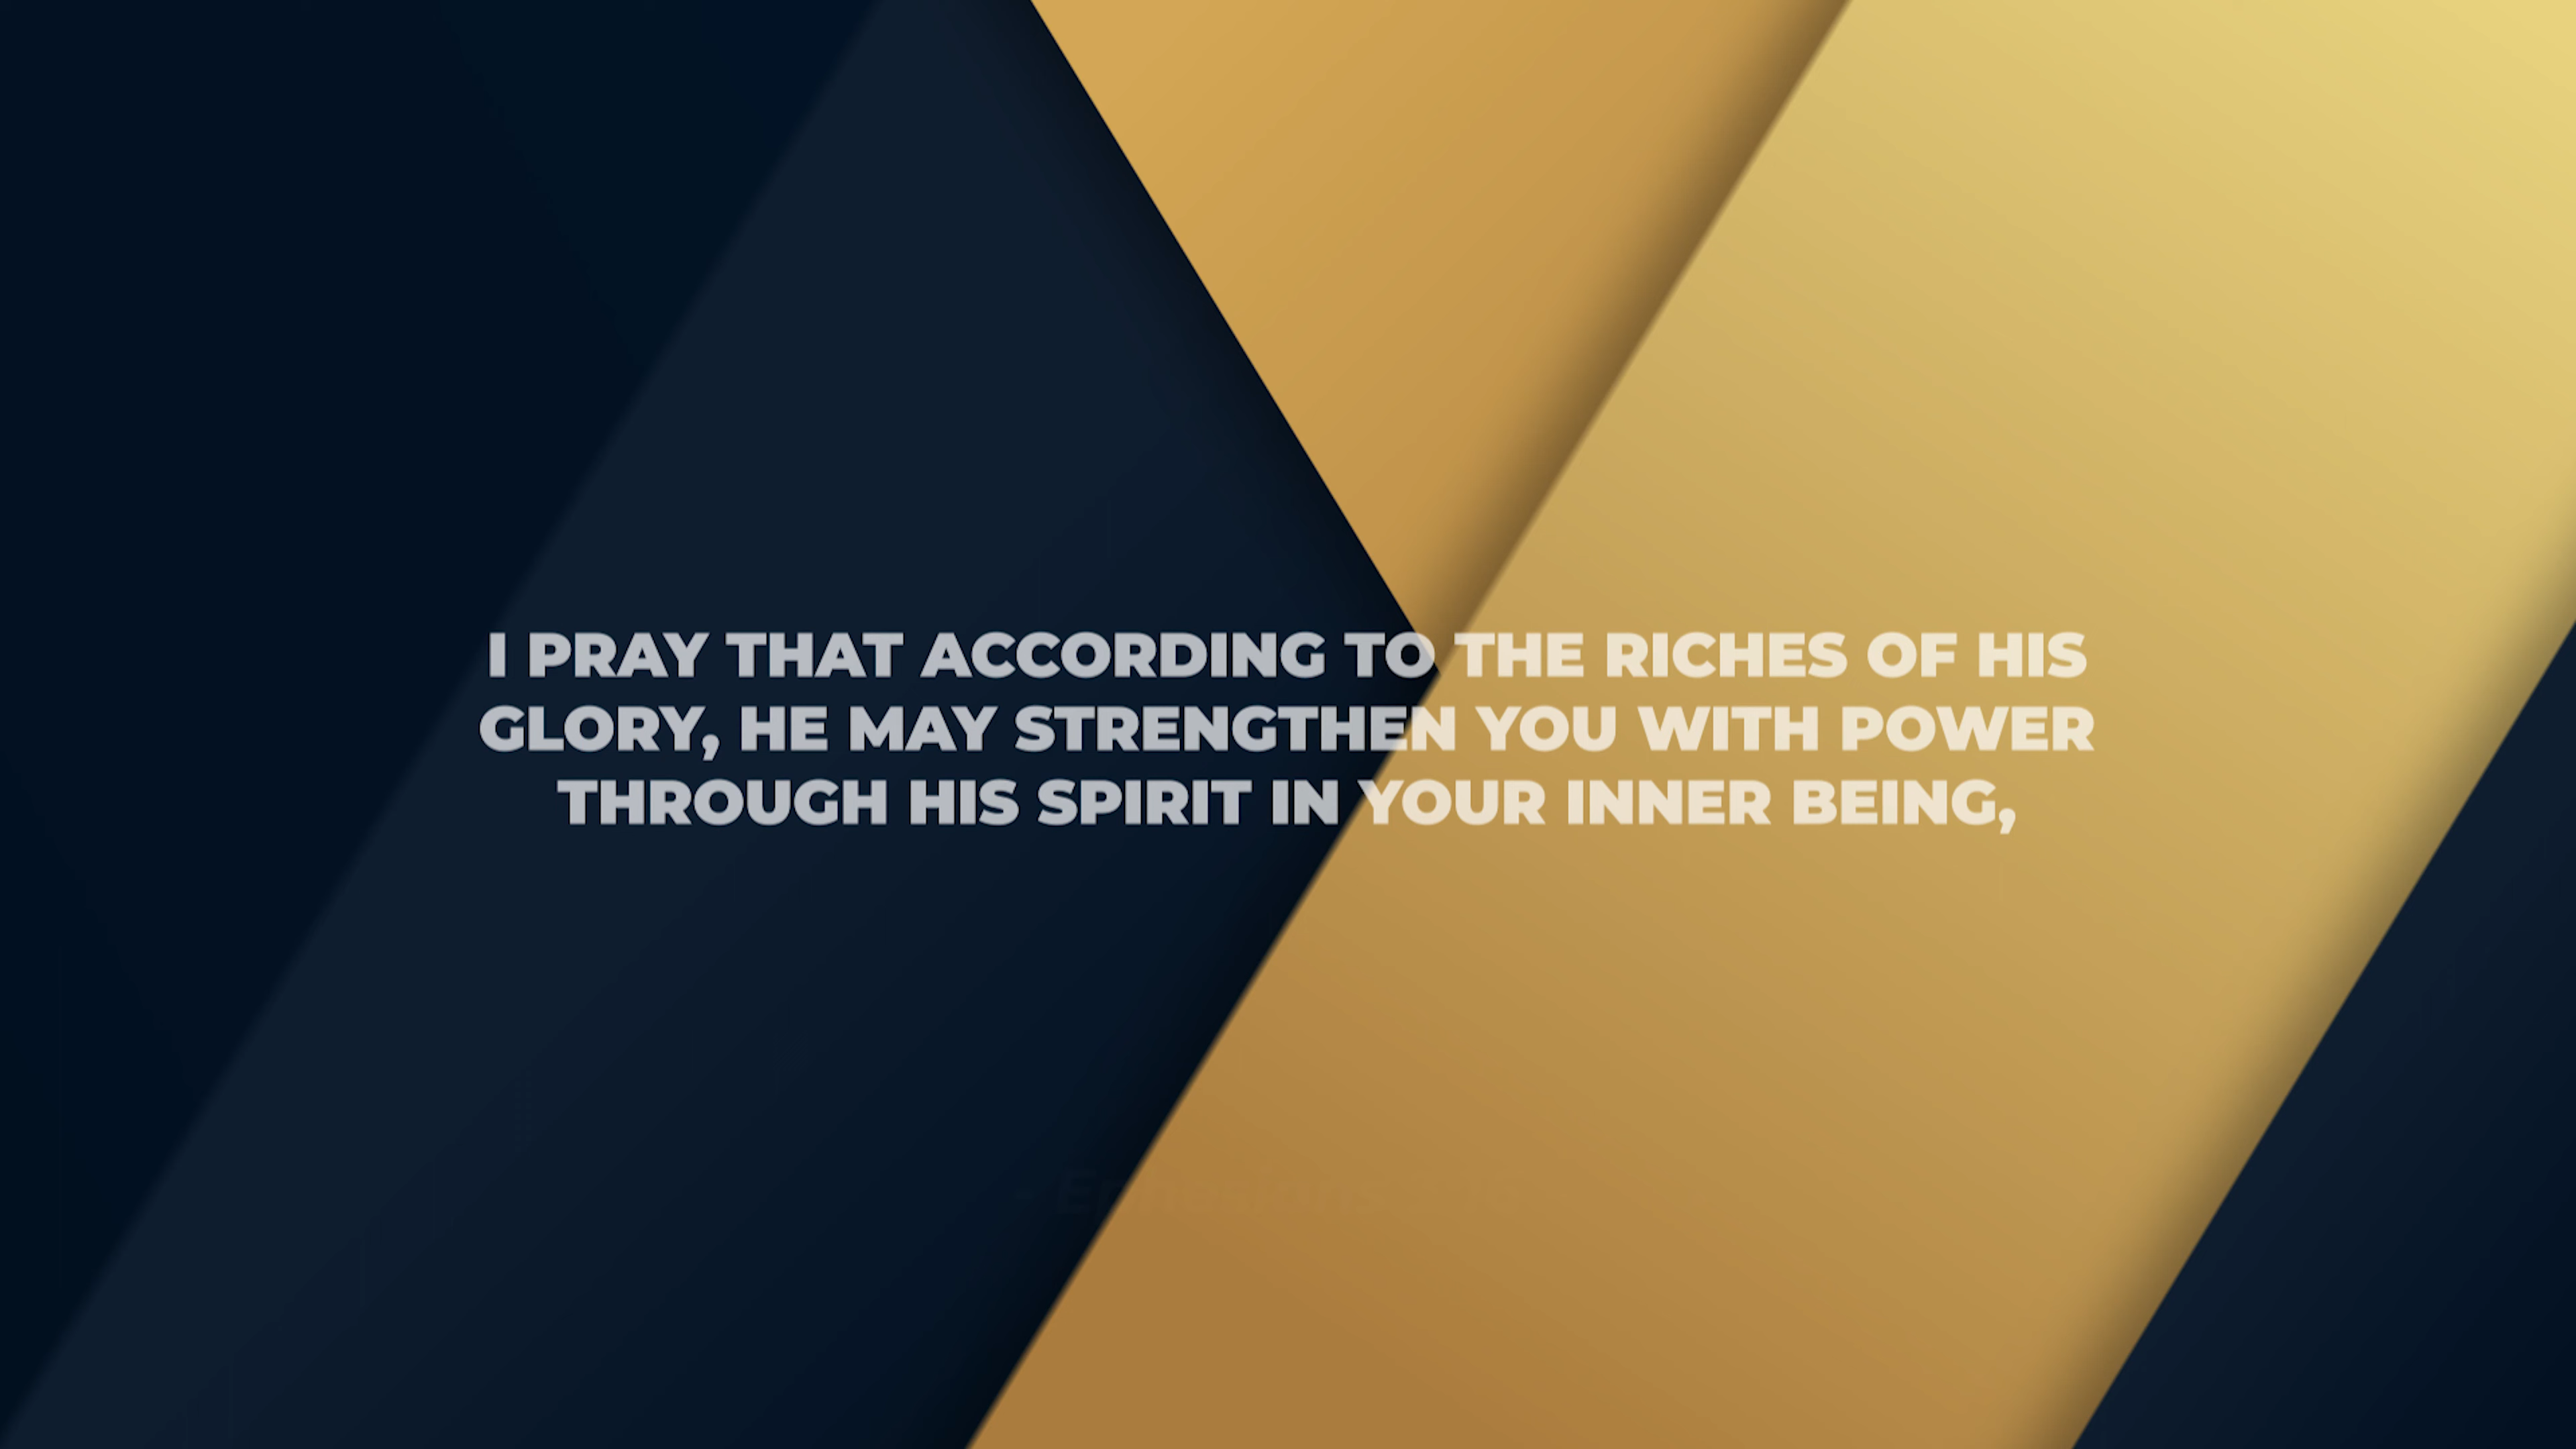 I PRAY THAT ACCORDING TO THE RICHES OF HIS
GLORY, HE MAY STRENGTHEN YOU WITH POWER
THROUGH HIS SPIRIT IN YOUR INNER BEING,